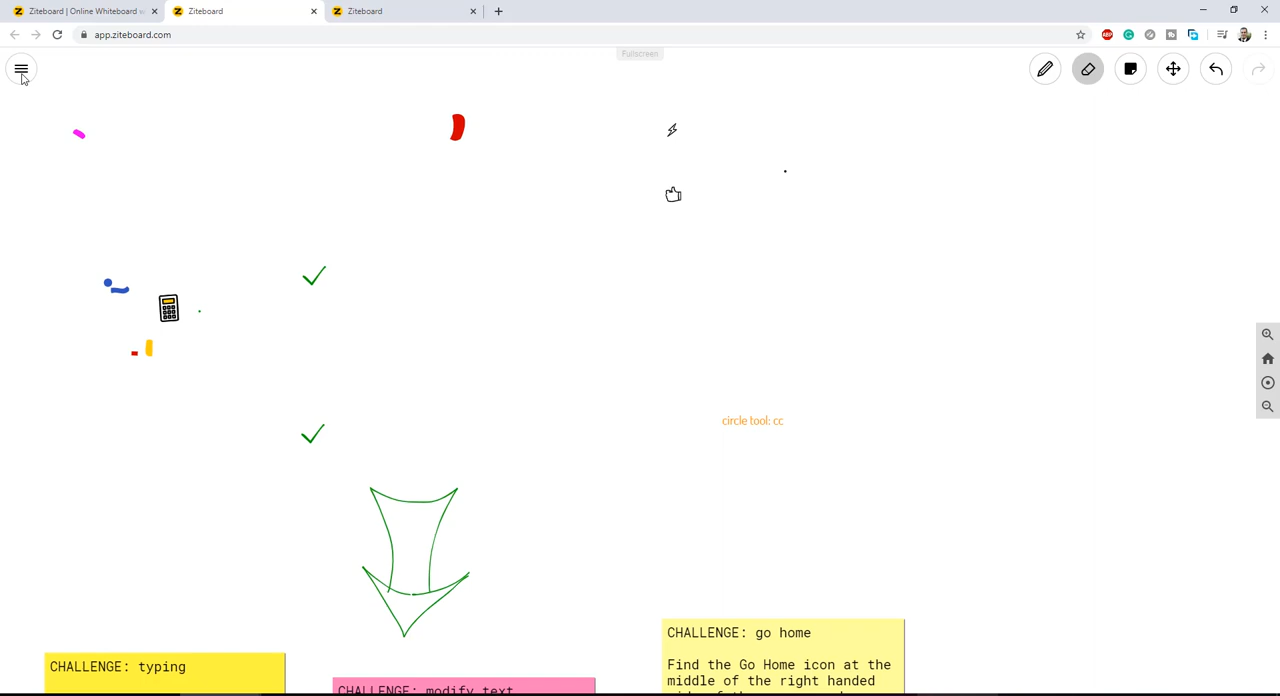 Ziteboard | Online Whiteboard w
Ziteboard
Ziteboard
app.ziteboard.com
ABP
Fullscreen
circle tool: cc
CHALLENGE: typing
CHALLENGE: modify text
CHALLENGE: go home
Find the Go Home icon at the
middle of the right handed